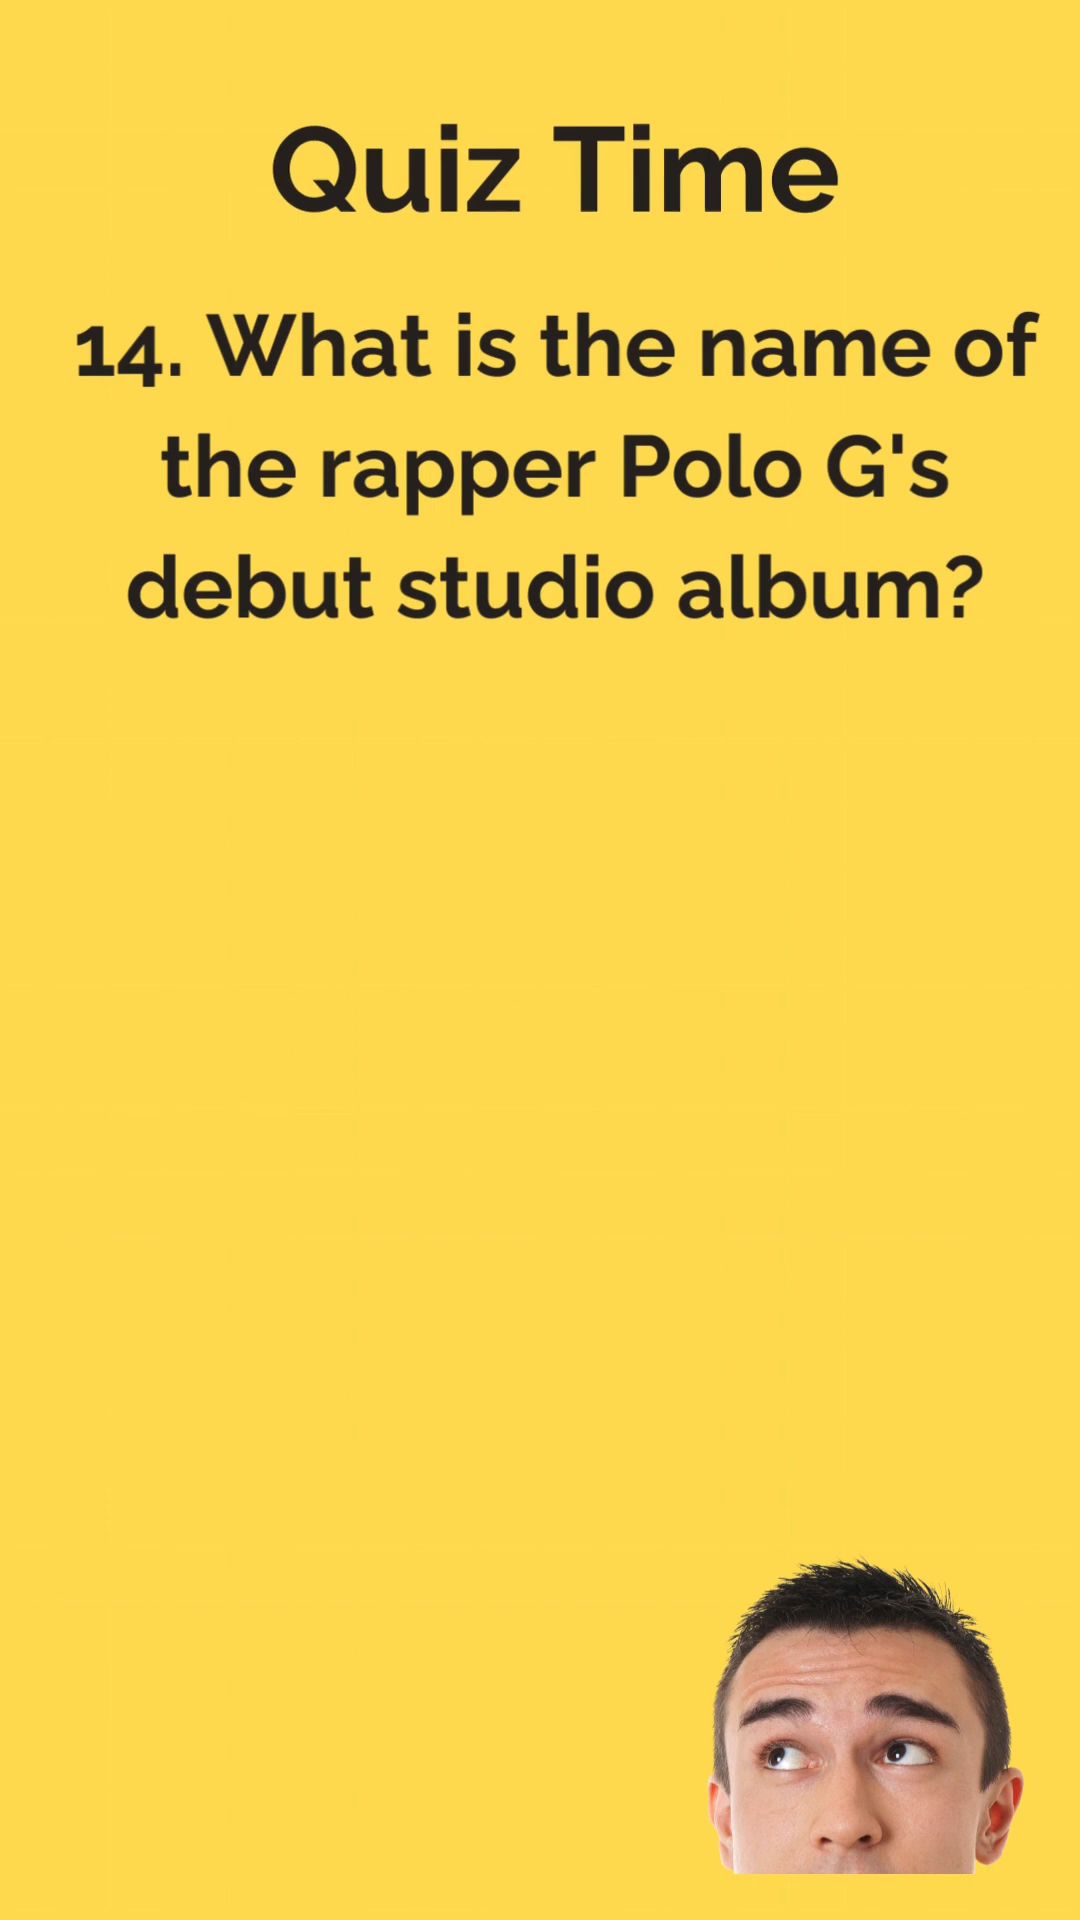 Quiz Time
14. What is the name of
the rapper Polo G's
debut studio album?